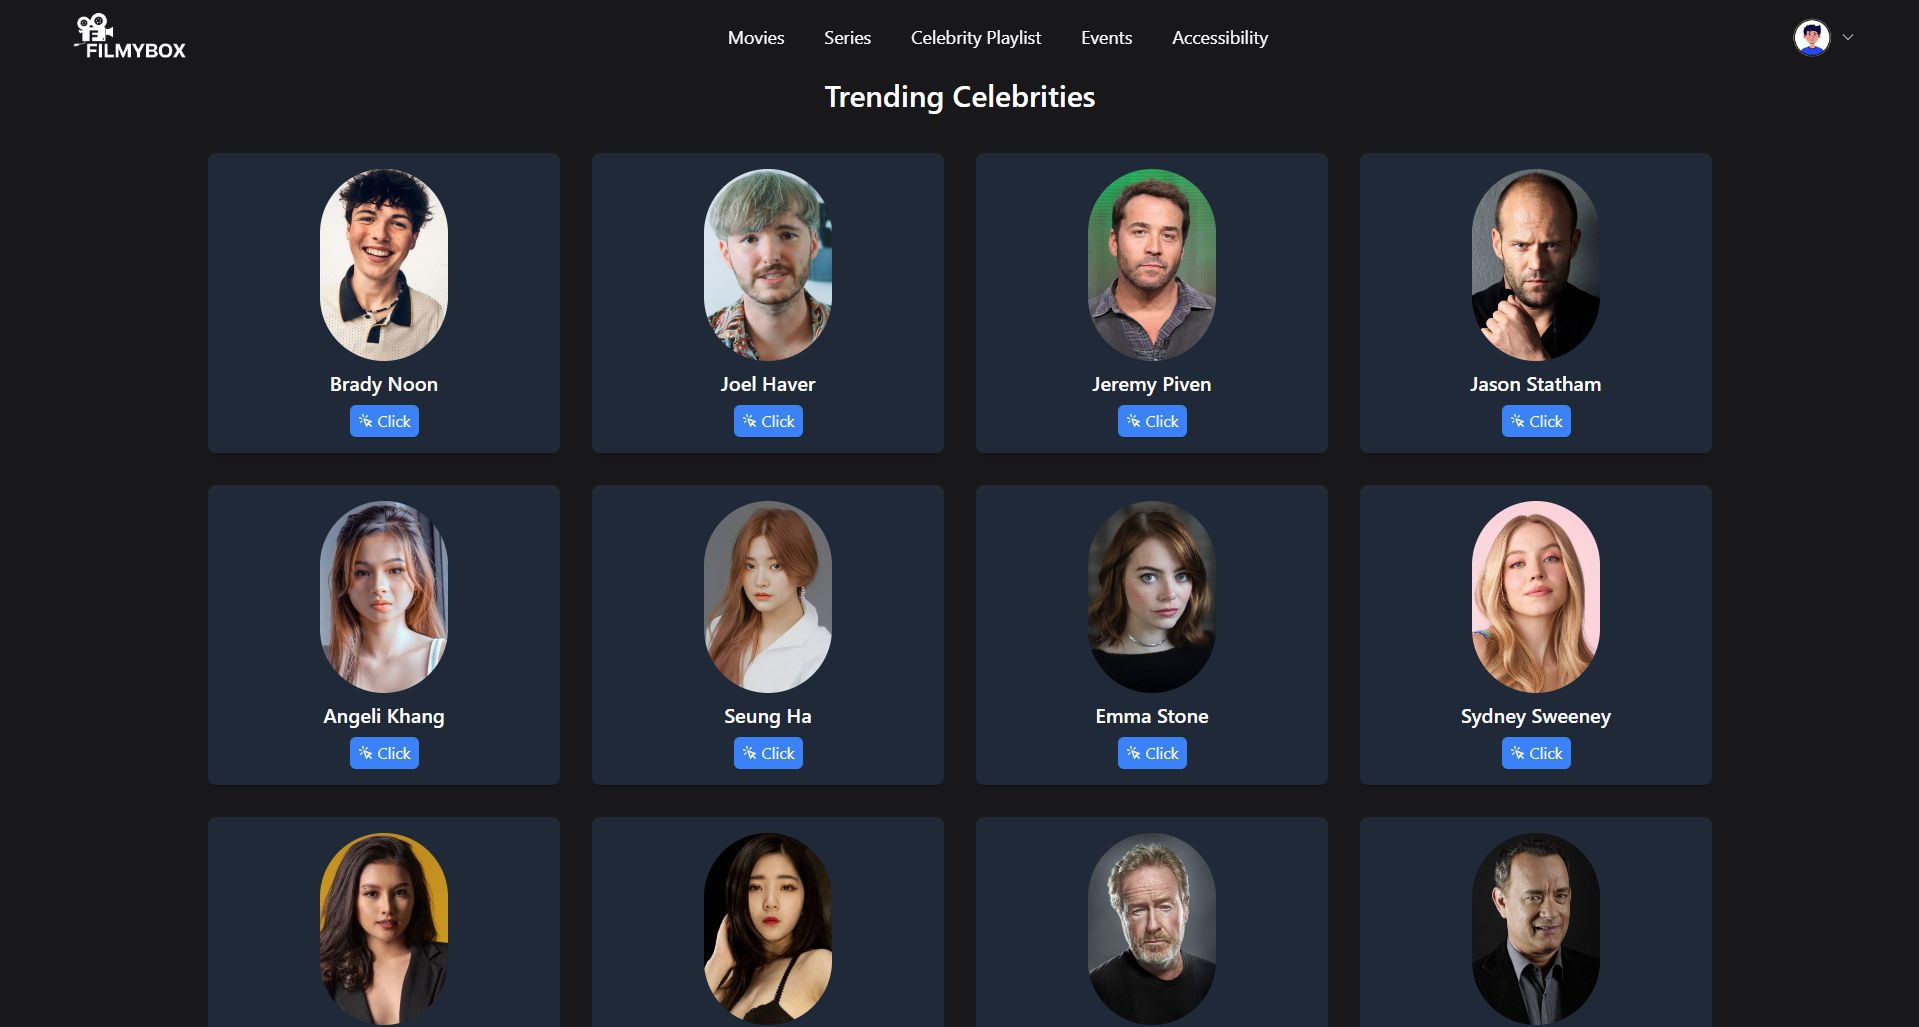 FILMYBOX
Movies Series Celebrity Playlist Events Accessibility
Trending Celebrities
Brady Noon Joel Haver Jeremy Piven Jason Statham
Click Click Click Click
Angeli Khang Seung Ha Emma Stone Sydney Sweeney
Click Click Click Click